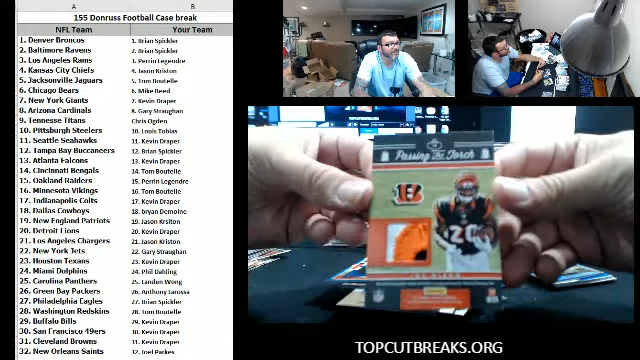 A B
155 Donruss Football Case break
NFL Team Your Team
1. Denver Broncos 1. Brian Spickler
2. Baltimore Ravens 2. Brian Spickler
3. Los Angeles Rams 3. Perrin Legendre
4. Kansas City Chiefs 4. Jason Kriston
5. Jacksonville Jaguars 5. Tom Boutelle
6. Chicago Bears 6. Mike Reed
7. New York Giants 7. Kevin Draper
8. Arizona Cardinals 8. Gary Straughan
9. Tennesse Titans Chris Ogden
10. Pittsburgh Steelers 10. Louis Tobias
11. Seattle Seahawks 11. Kevin Draper
12. Tampa Bay Buccaneers 12. Brian Spickler
13. Atlanta Falcons 13. Kevin Draper
14. Cincinnati Bengals 14. Tom Boutelle
15. Oakland Raiders 15. Perrin Legendre
16. Minnesota Vikings 16. Tom Boutelle
17. Indianapolis Colts 17. Kevin Draper
18. Dallas Cowboys 18. bryan Demoine
19. New England Patriots 19. Jason Kriston
20. Detroit Lions 20. Kevin Draper
21. Los Angeles Chargers 21. Jason Kriston
22. New York Jets 22. Gary Straughan
23. Houston Texans 23. Kevin Draper
24. Miami Dolphins 24. Phil Dahling
25. Carolina Panthers 25. Landen Wong
26. Green Bay Packers 26. Anthony Larossa
27. Philadelphia Eagles 27. Brian Spickler
28. Washington Redskins 28. Tom Boutelle
29. Buffalo Bills 29. Kevin Draper
30. San Francisco 49ers 30. Kevin Draper
31. Cleveland Browns 31. Kevin Draper
32. New Orleans Saints 32. Joel Parkes
Passing The Torch
B
20
TOPCUTBREAKS.ORG